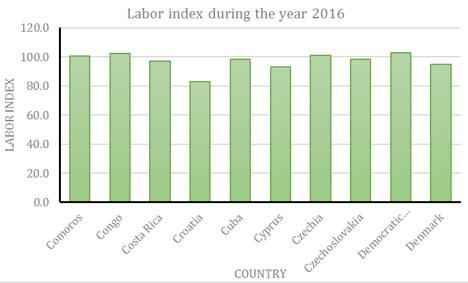 Labor index during the year 2016
120.0
100.0
80.0
60.0
40.0
20.0
0.0
LABOR INDEX
Comoros
Congo
Costa Rica
Croatia
Cuba
Cyprus
Czechia
Czechoslovakia
Democratic...
Denmark
COUNTRY